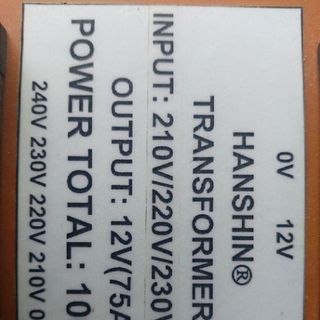 0V 12V
HANSHIN®
TRANSFORMER
INPUT: 210V/220V/230V
OUTPUT: 12V(75A
POWER TOTAL: 10
240V 230V 220V 210V 0